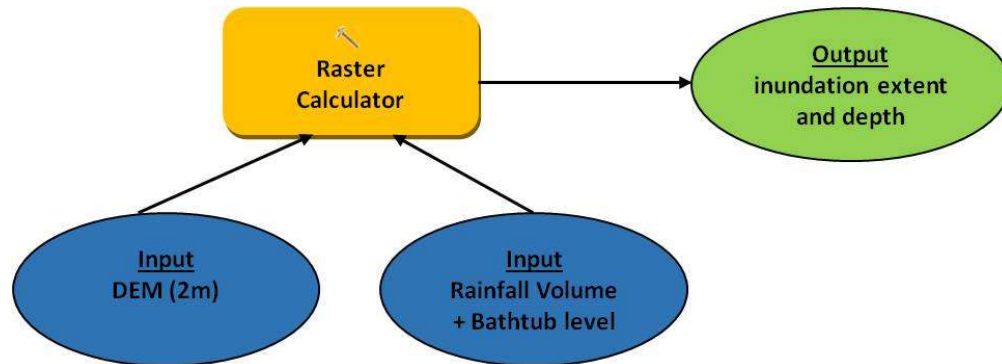 Raster
Calculator
Output
inundation extent
and depth
Input
DEM (2m)
Input
Rainfall Volume
+ Bathtub level